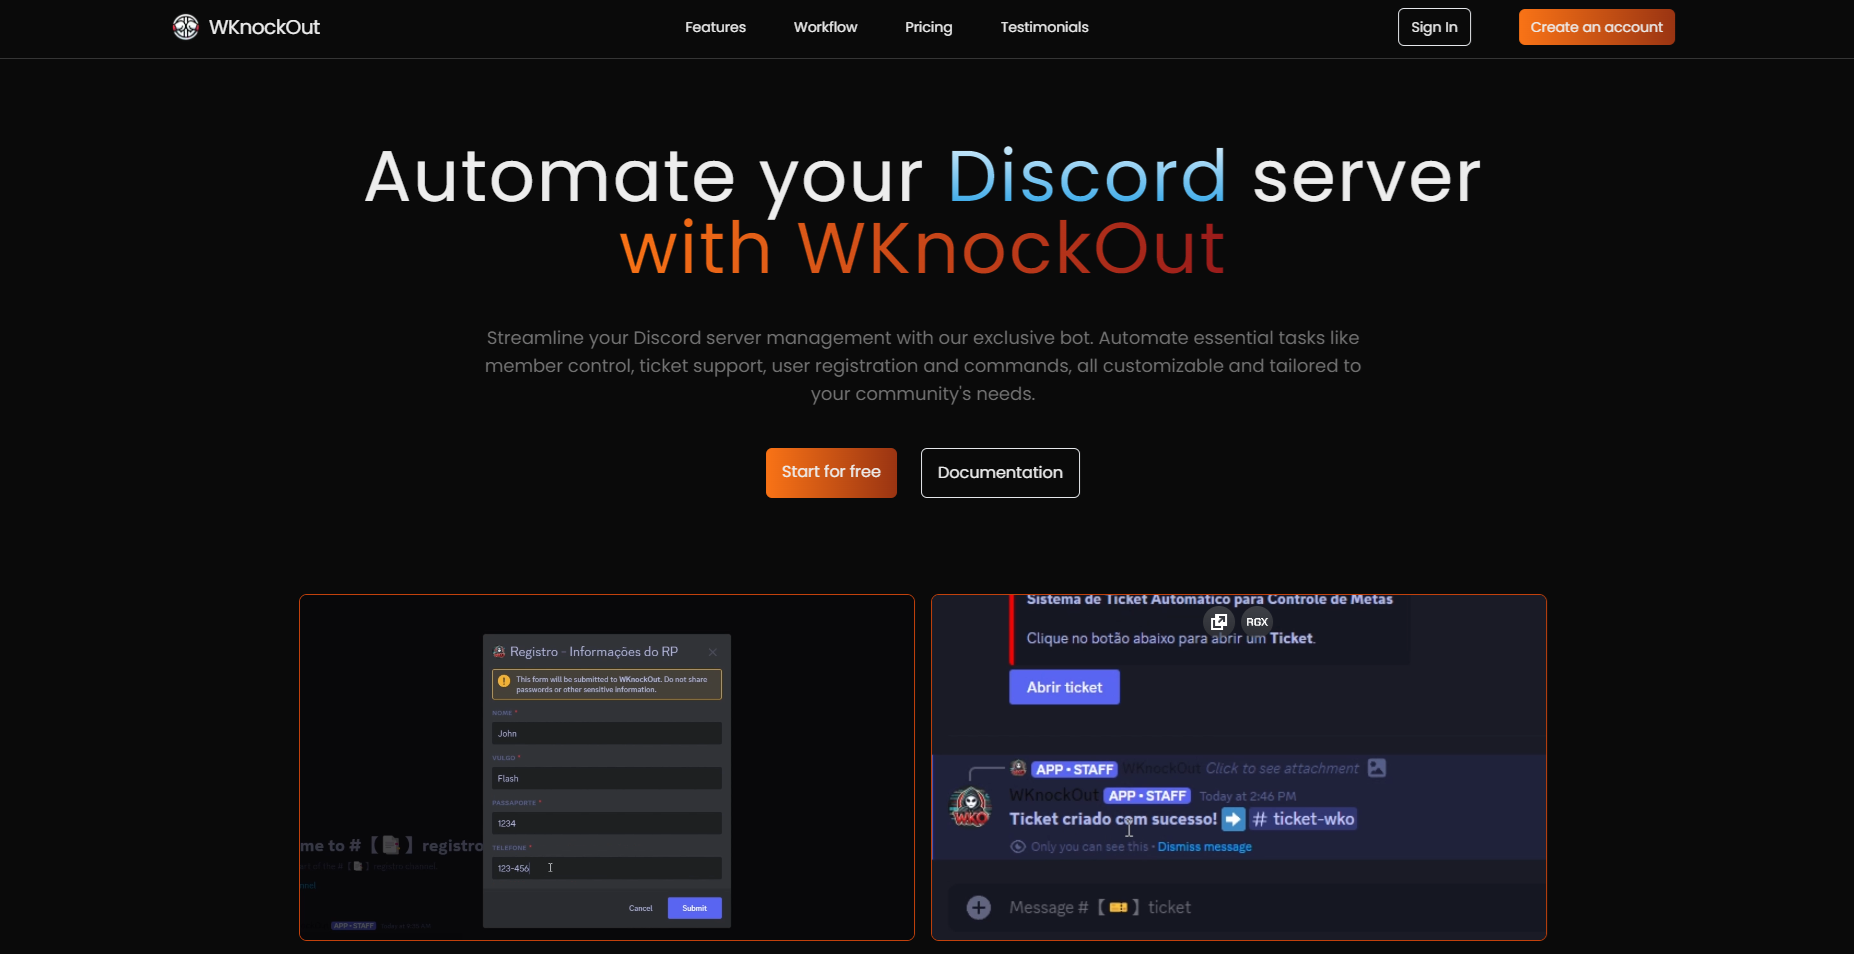 WKnockOut
Features
Workflow
Pricing
Testimonials
Sign In
Create an account
Automate your Discord server
with WKnockOut
Streamline your Discord server management with our exclusive bot. Automate essential tasks like
member control, ticket support, user registration and commands, all customizable and tailored to
your community's needs.
Start for free
Documentation
Registro - Informações do RP
This form will be submitted to WKnockOut. Do not share
passwords or other sensitive information.
NOME *
John
VULGO *
Flash
PASSAPORTE *
1234
TELEFONE *
123-456
Cancel
Submit
me to #【】registro
APP • STAFF
Sistema de Ticket Automático para Controle de Metas
RGX
Clique no botão abaixo para abrir um Ticket.
Abrir ticket
APP • STAFF WKnockOut Click to see attachment
WKnockOut APP • STAFF Today at 2:46 PM
Ticket criado com sucesso! ➡️ # ticket-wko
Only you can see this • Dismiss message
Message #【🎫】ticket